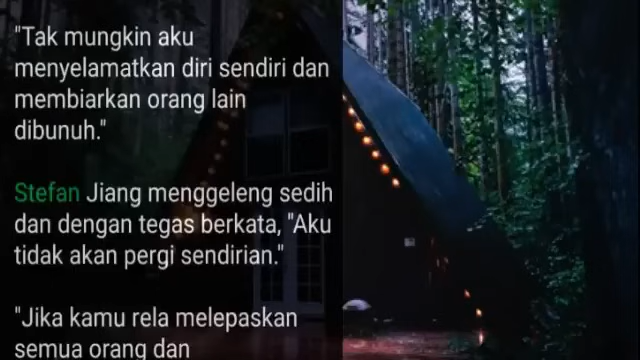 "Tak mungkin aku
menyelamatkan diri sendiri dan
membiarkan orang lain
dibunuh."
Stefan Jiang menggeleng sedih
dan dengan tegas berkata, "Aku
tidak akan pergi sendirian."
"Jika kamu rela melepaskan
semua orang dan